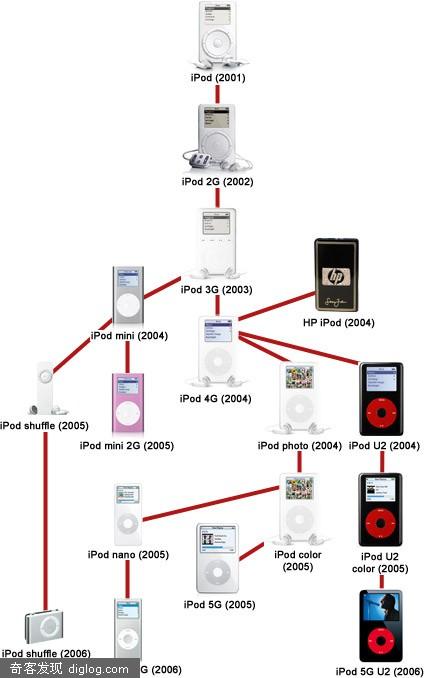 iPod (2001)
iPod 2G (2002)
iPod 3G (2003)
iPod mini (2004)
hp
HP iPod (2004)
iPod 4G (2004)
iPod shuffle (2005)
iPod mini 2G (2005)
iPod photo (2004)
iPod U2 (2004)
iPod nano (2005)
iPod color
(2005)
iPod U2
color (2005)
iPod 5G (2005)
iPod shuffle (2006)
G (2006)
iPod 5G U2 (2006)
奇客发现 diglog.com